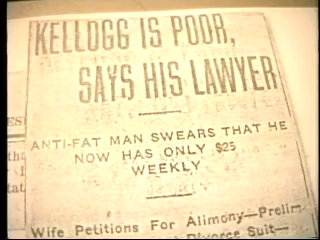 KELLOGG IS POOR,
SAYS HIS LAWYER
ANTI-FAT MAN SWEARS THAT HE
NOW HAS ONLY $25
WEEKLY
Wife Petitions For Alimony—Prelim-
Divorce Suit—